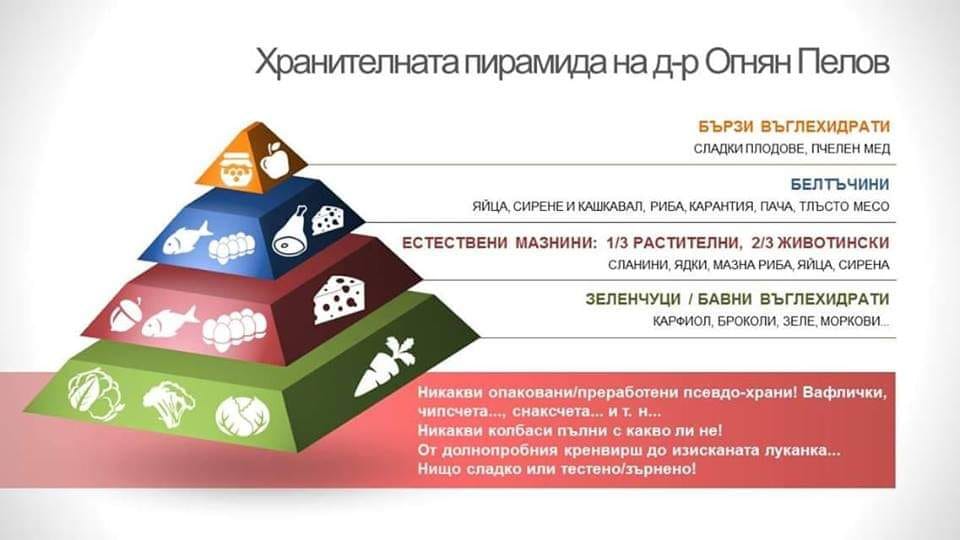 Хранителната пирамида на д-р Огнян Пелов
БЪРЗИ ВЪГЛЕХИДРАТИ
СЛАДКИ ПЛОДОВЕ, ПЧЕЛЕН МЕД
БЕЛТЪЧИНИ
ЯЙЦА, СИРЕНЕ И КАШКАВАЛ, РИБА, КАРАНТИЯ, ПАЧА, ТЛЪСТО МЕСО
ЕСТЕСТВЕНИ МАЗНИНИ: 1/3 РАСТИТЕЛНИ, 2/3 ЖИВОТИНСКИ
СЛАНИНИ, ЯДКИ, МАЗНА РИБА, ЯЙЦА, СИРЕНА
ЗЕЛЕНЧУЦИ / БАВНИ ВЪГЛЕХИДРАТИ
КАРФИОЛ, БРОКОЛИ, ЗЕЛЕ, МОРКОВИ...
Никакви опаковани/преработени псевдо-храни! Вафлички,
чипсчета..., снаксчета... и т. н...
Никакви колбаси пълни с какво ли не!
От долнопробния кренвирш до изисканата луканка...
Нищо сладко или тестено/зърнено!